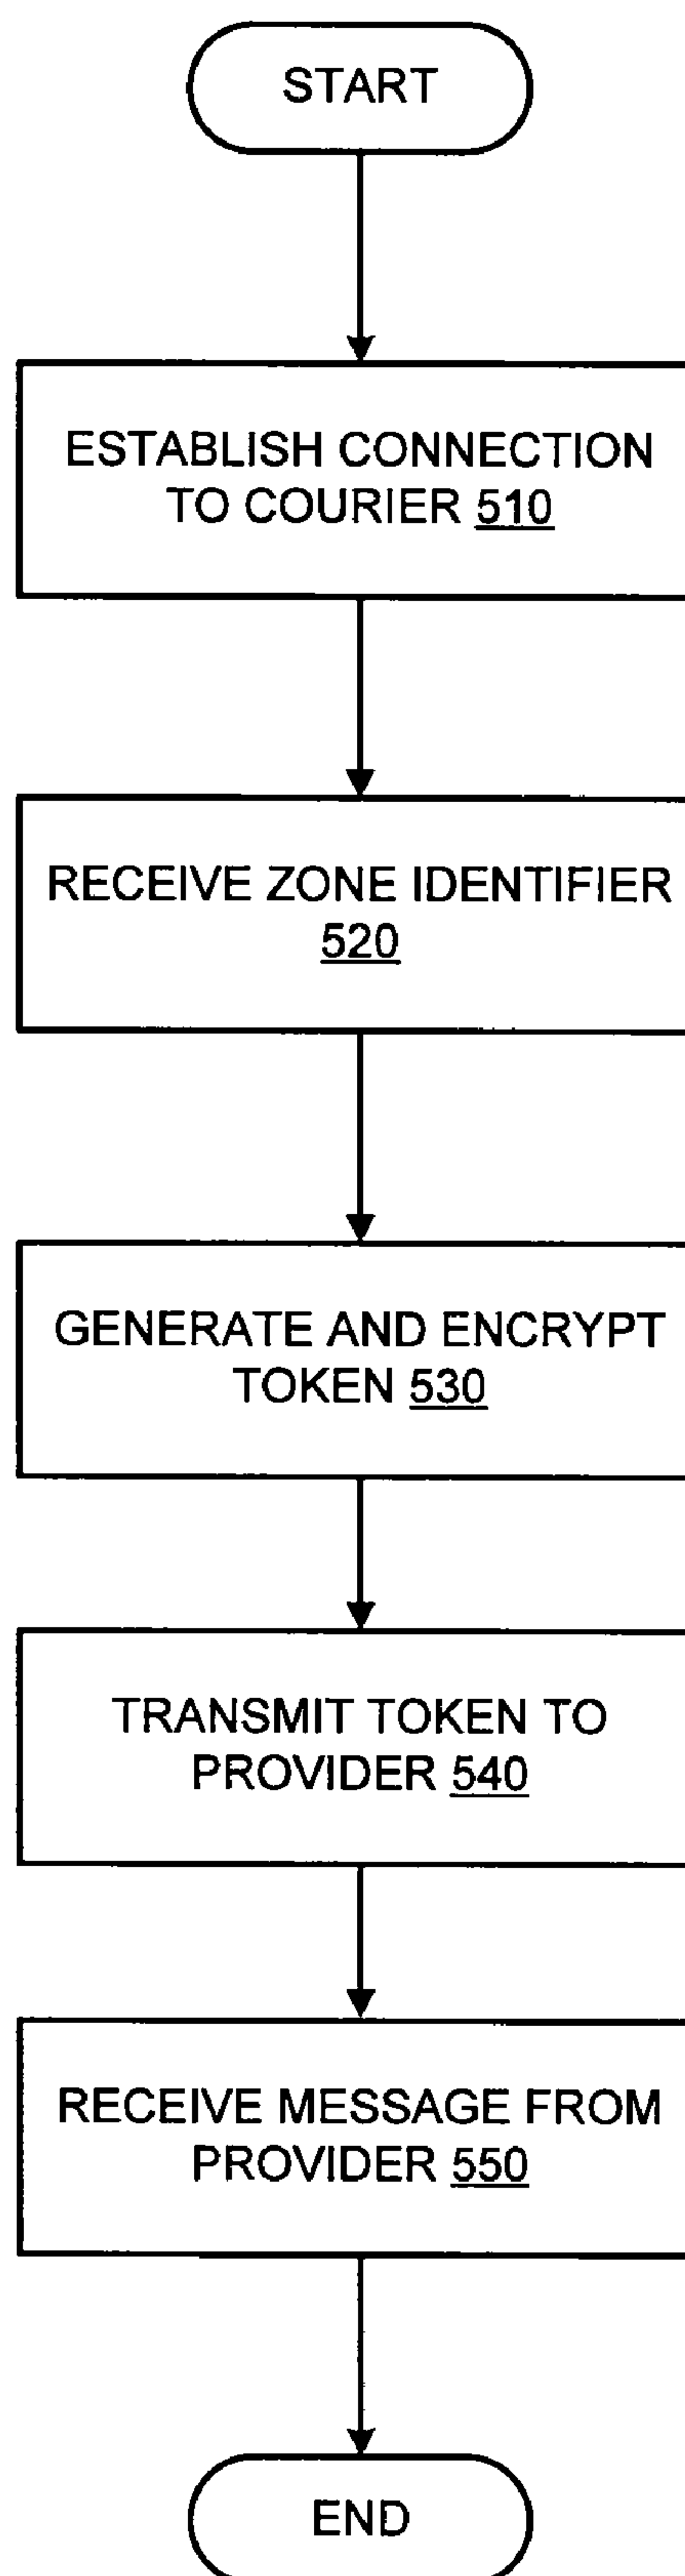 START
ESTABLISH CONNECTION
TO COURIER 510
RECEIVE ZONE IDENTIFIER
520
GENERATE AND ENCRYPT
TOKEN 530
TRANSMIT TOKEN TO
PROVIDER 540
RECEIVE MESSAGE FROM
PROVIDER 550
END